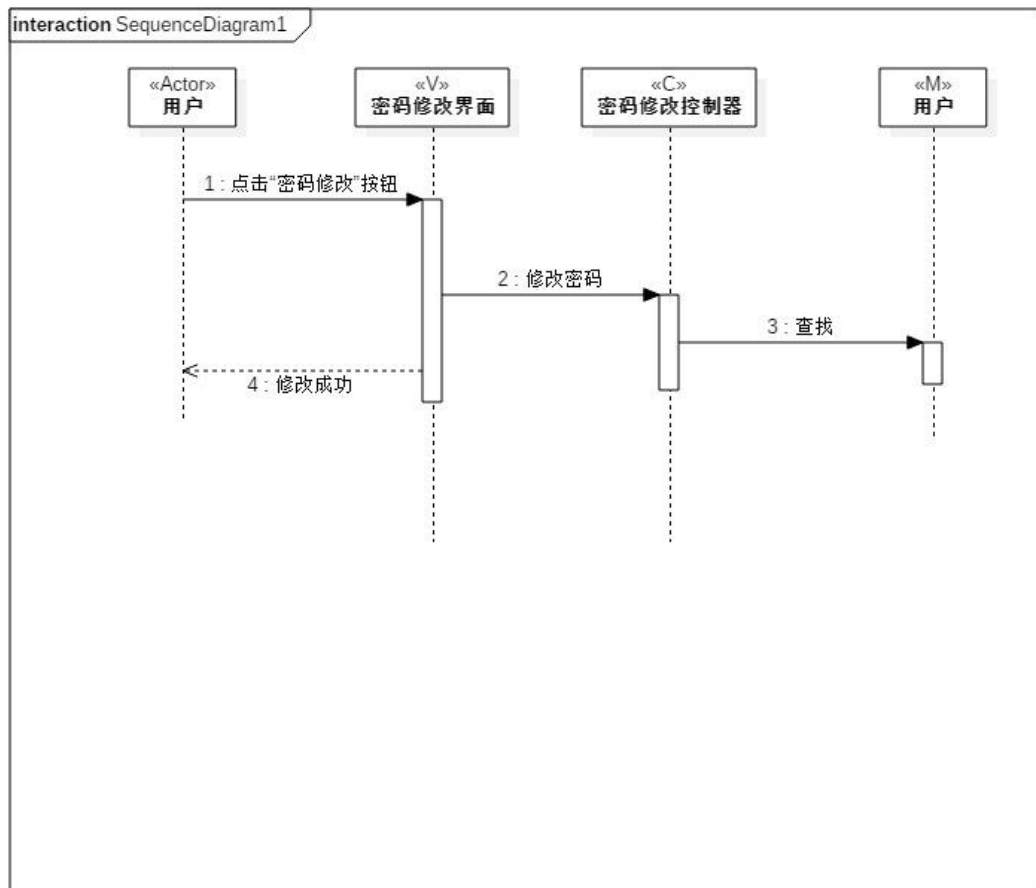 interaction SequenceDiagram1
«Actor»
用户
«V»
密码修改界面
«C»
密码修改控制器
«M»
用户
1 : 点击“密码修改”按钮
2 : 修改密码
3 : 查找
4 : 修改成功